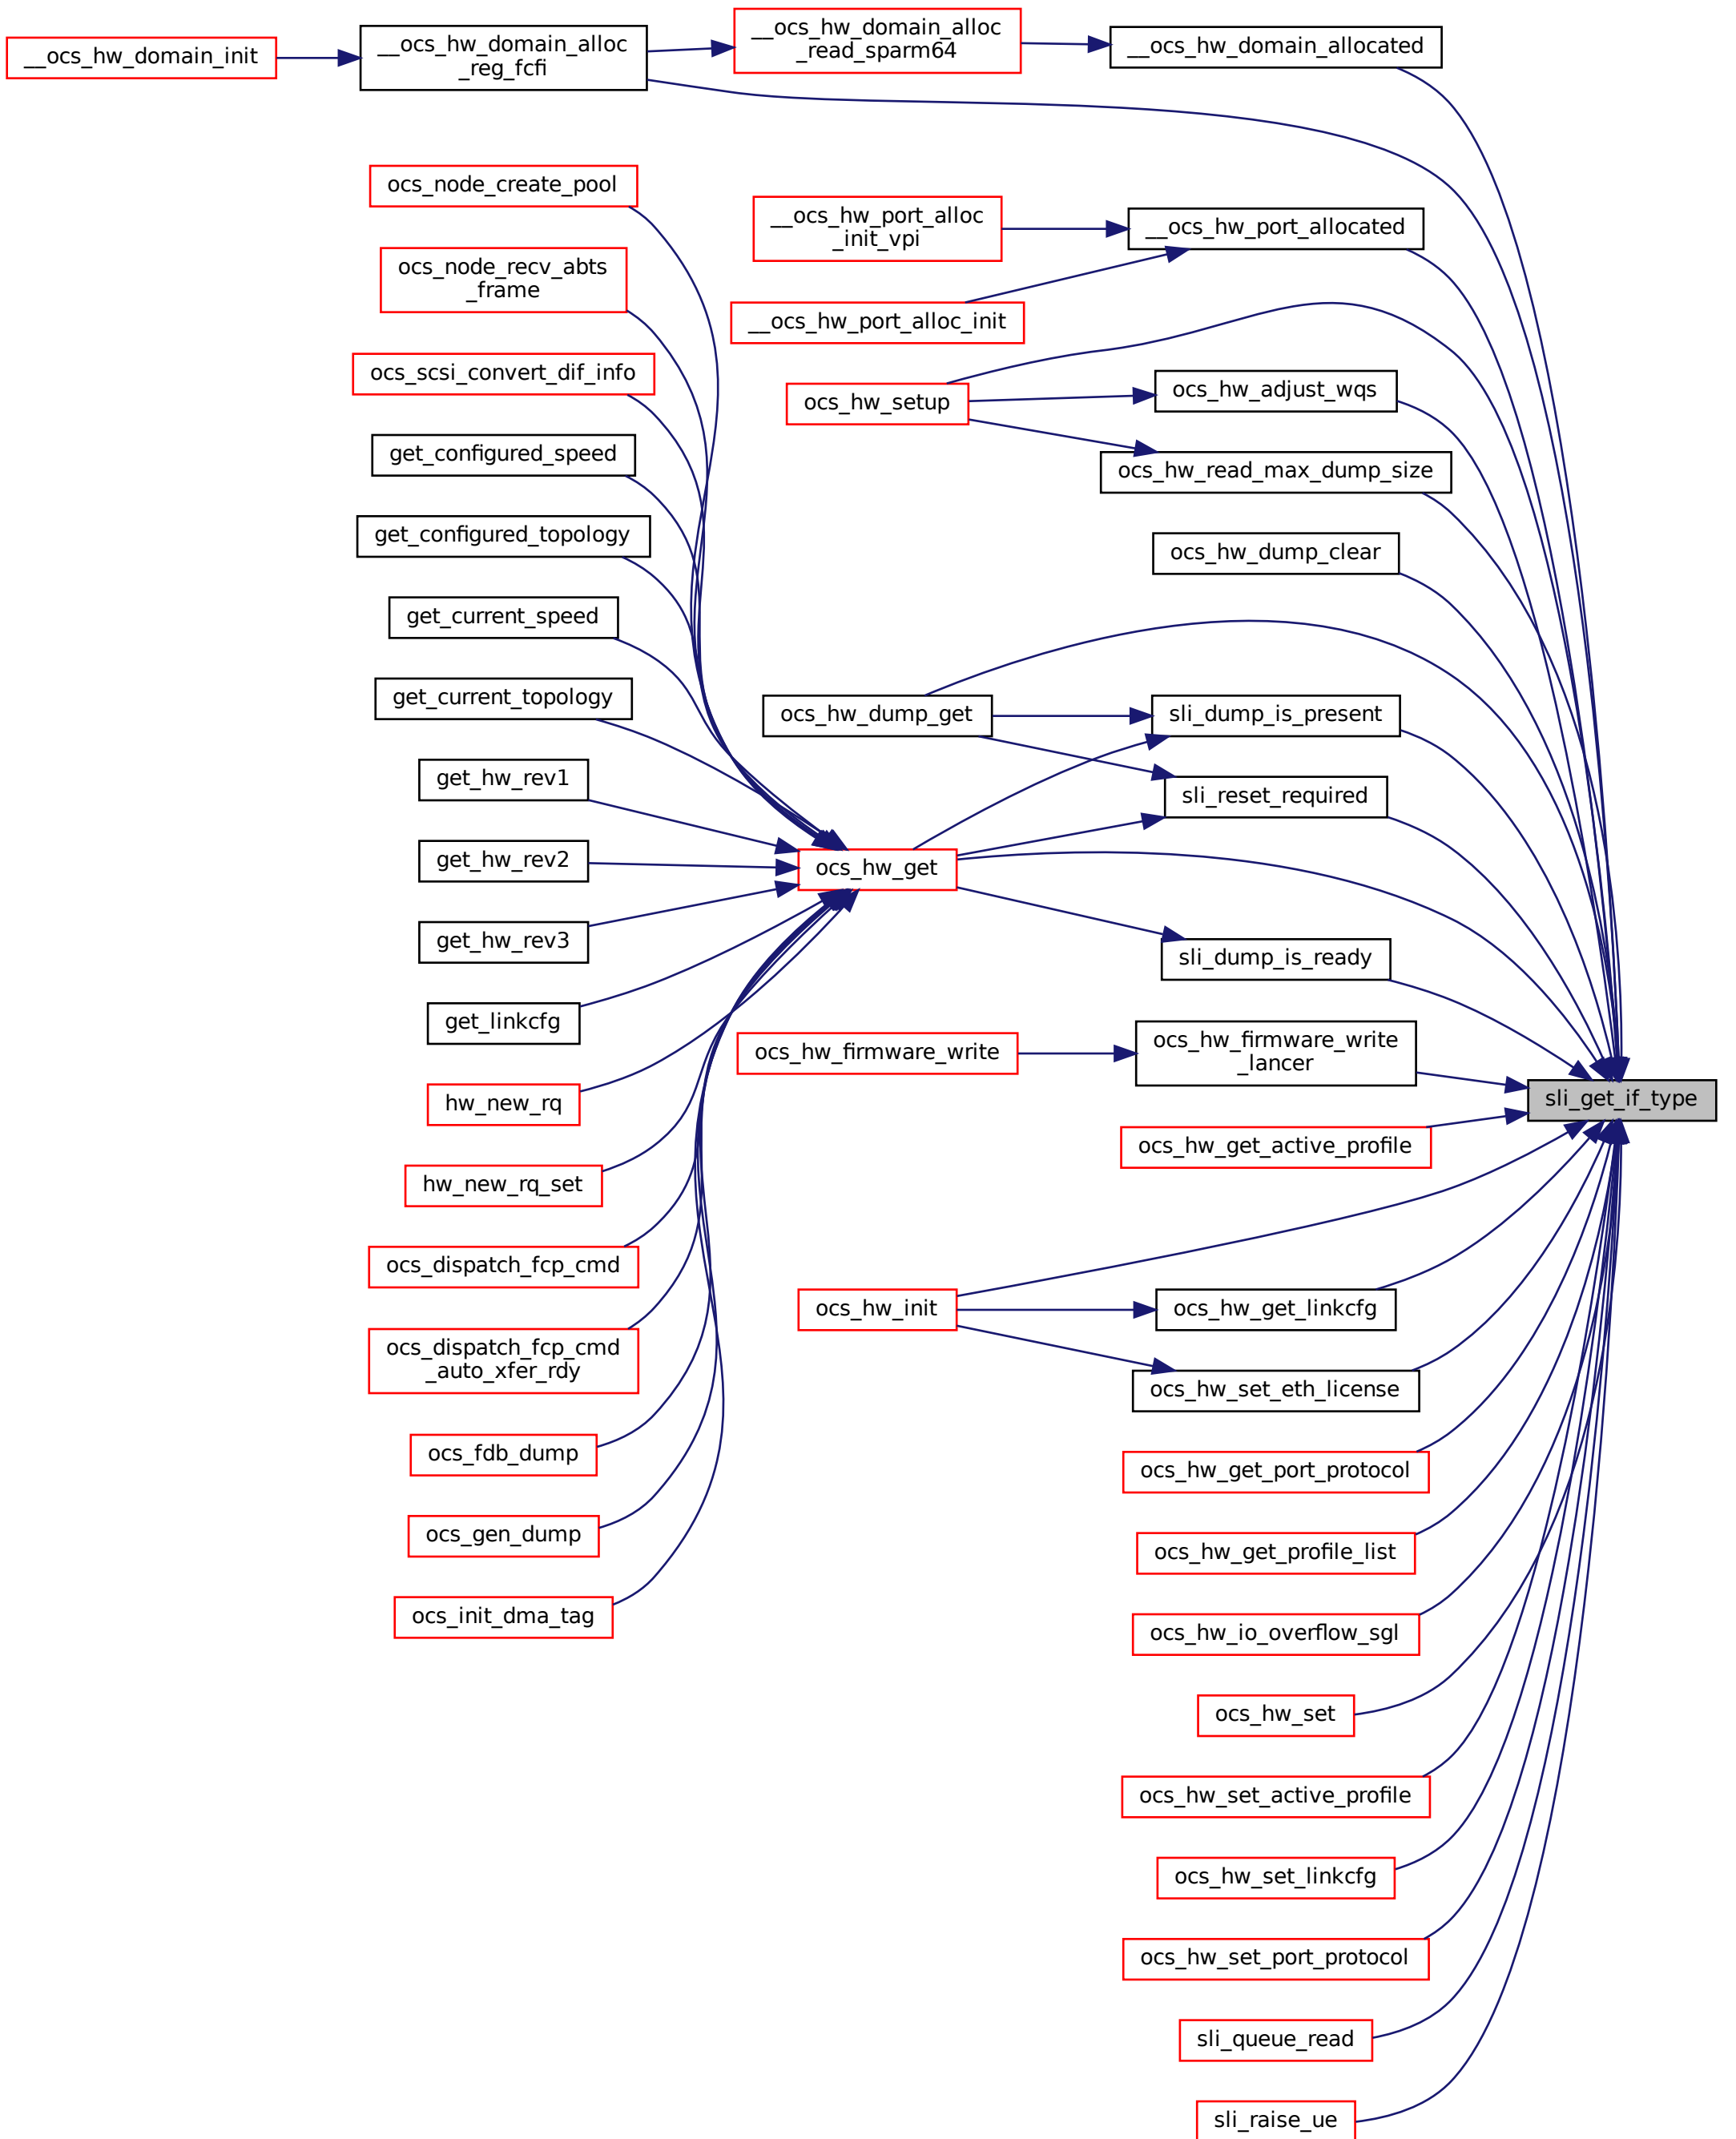 __ocs_hw_domain_init
__ocs_hw_domain_alloc
_reg_fcfi
__ocs_hw_domain_alloc
_read_sparm64
__ocs_hw_domain_allocated
ocs_node_create_pool
__ocs_hw_port_alloc
_init_vpi
__ocs_hw_port_allocated
ocs_node_recv_abts
_frame
__ocs_hw_port_alloc_init
ocs_scsi_convert_dif_info
ocs_hw_setup
ocs_hw_adjust_wqs
get_configured_speed
ocs_hw_read_max_dump_size
get_configured_topology
ocs_hw_dump_clear
get_current_speed
get_current_topology
ocs_hw_dump_get
sli_dump_is_present
get_hw_rev1
sli_reset_required
get_hw_rev2
ocs_hw_get
get_hw_rev3
sli_dump_is_ready
get_linkcfg
ocs_hw_firmware_write
ocs_hw_firmware_write
_lancer
hw_new_rq
sli_get_if_type
ocs_hw_get_active_profile
hw_new_rq_set
ocs_dispatch_fcp_cmd
ocs_hw_init
ocs_hw_get_linkcfg
ocs_dispatch_fcp_cmd
_auto_xfer_rdy
ocs_hw_set_eth_license
ocs_fdb_dump
ocs_hw_get_port_protocol
ocs_gen_dump
ocs_hw_get_profile_list
ocs_init_dma_tag
ocs_hw_io_overflow_sgl
ocs_hw_set
ocs_hw_set_active_profile
ocs_hw_set_linkcfg
ocs_hw_set_port_protocol
sli_queue_read
sli_raise_ue